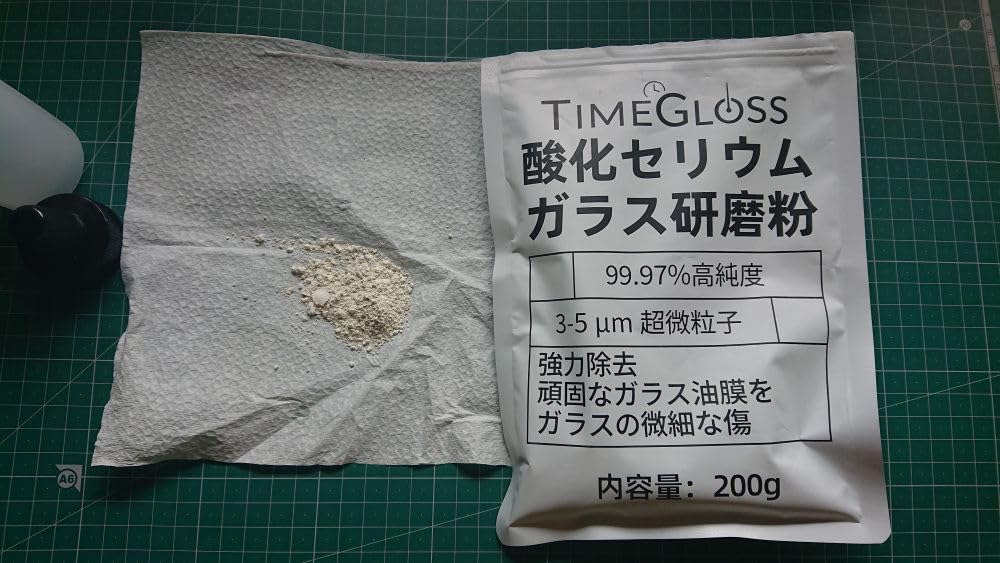 TIMEGLOSS
酸化セリウム
ガラス研磨粉
99.97%高純度
3-5 μm 超微粒子
強力除去
頑固なガラス油膜を
ガラスの微細な傷
内容量：200g
A6